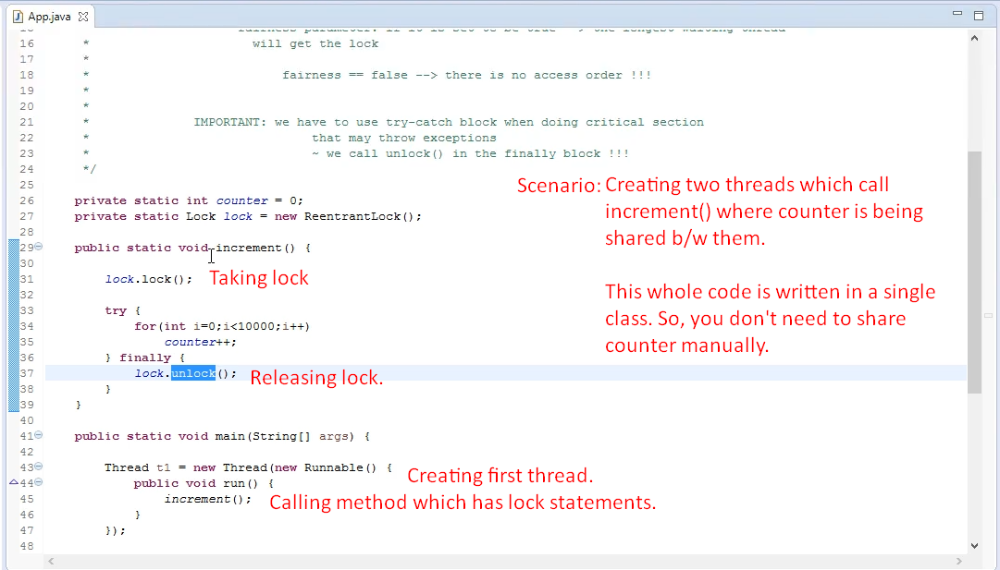 App.java
16 * will get the lock
17 *
18 * fairness == false --> there is no access order !!!
19 *
20 *
21 * IMPORTANT: we have to use try-catch block when doing critical section
22 * that may throw exceptions
23 * ~ we call unlock() in the finally block !!!
24 */
25
26 private static int counter = 0;
27 private static Lock lock = new ReentrantLock();
28
29 public static void increment() {
30
31 lock.lock(); Taking lock
32
33 try {
34 for(int i=0;i<10000;i++)
35 counter++;
36 } finally {
37 lock.unlock(); Releasing lock.
38 }
39 }
40
41 public static void main(String[] args) {
42
43 Thread t1 = new Thread(new Runnable() {
Creating first thread.
44 public void run() {
45 increment(); Calling method which has lock statements.
46 }
47 });
48
Scenario: Creating two threads which call
increment() where counter is being
shared b/w them.
This whole code is written in a single
class. So, you don't need to share
counter manually.